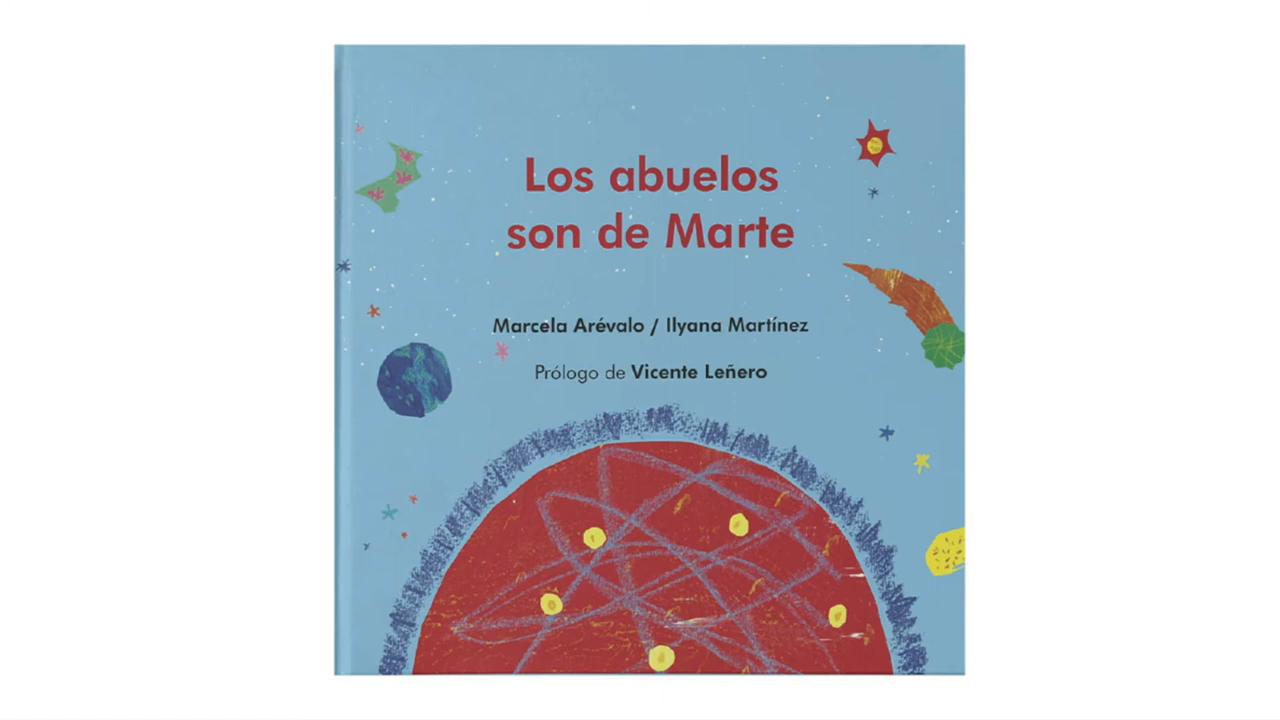 Los abuelos
son de Marte
Marcela Arévalo / Ilyana Martínez
Prólogo de Vicente Leñero